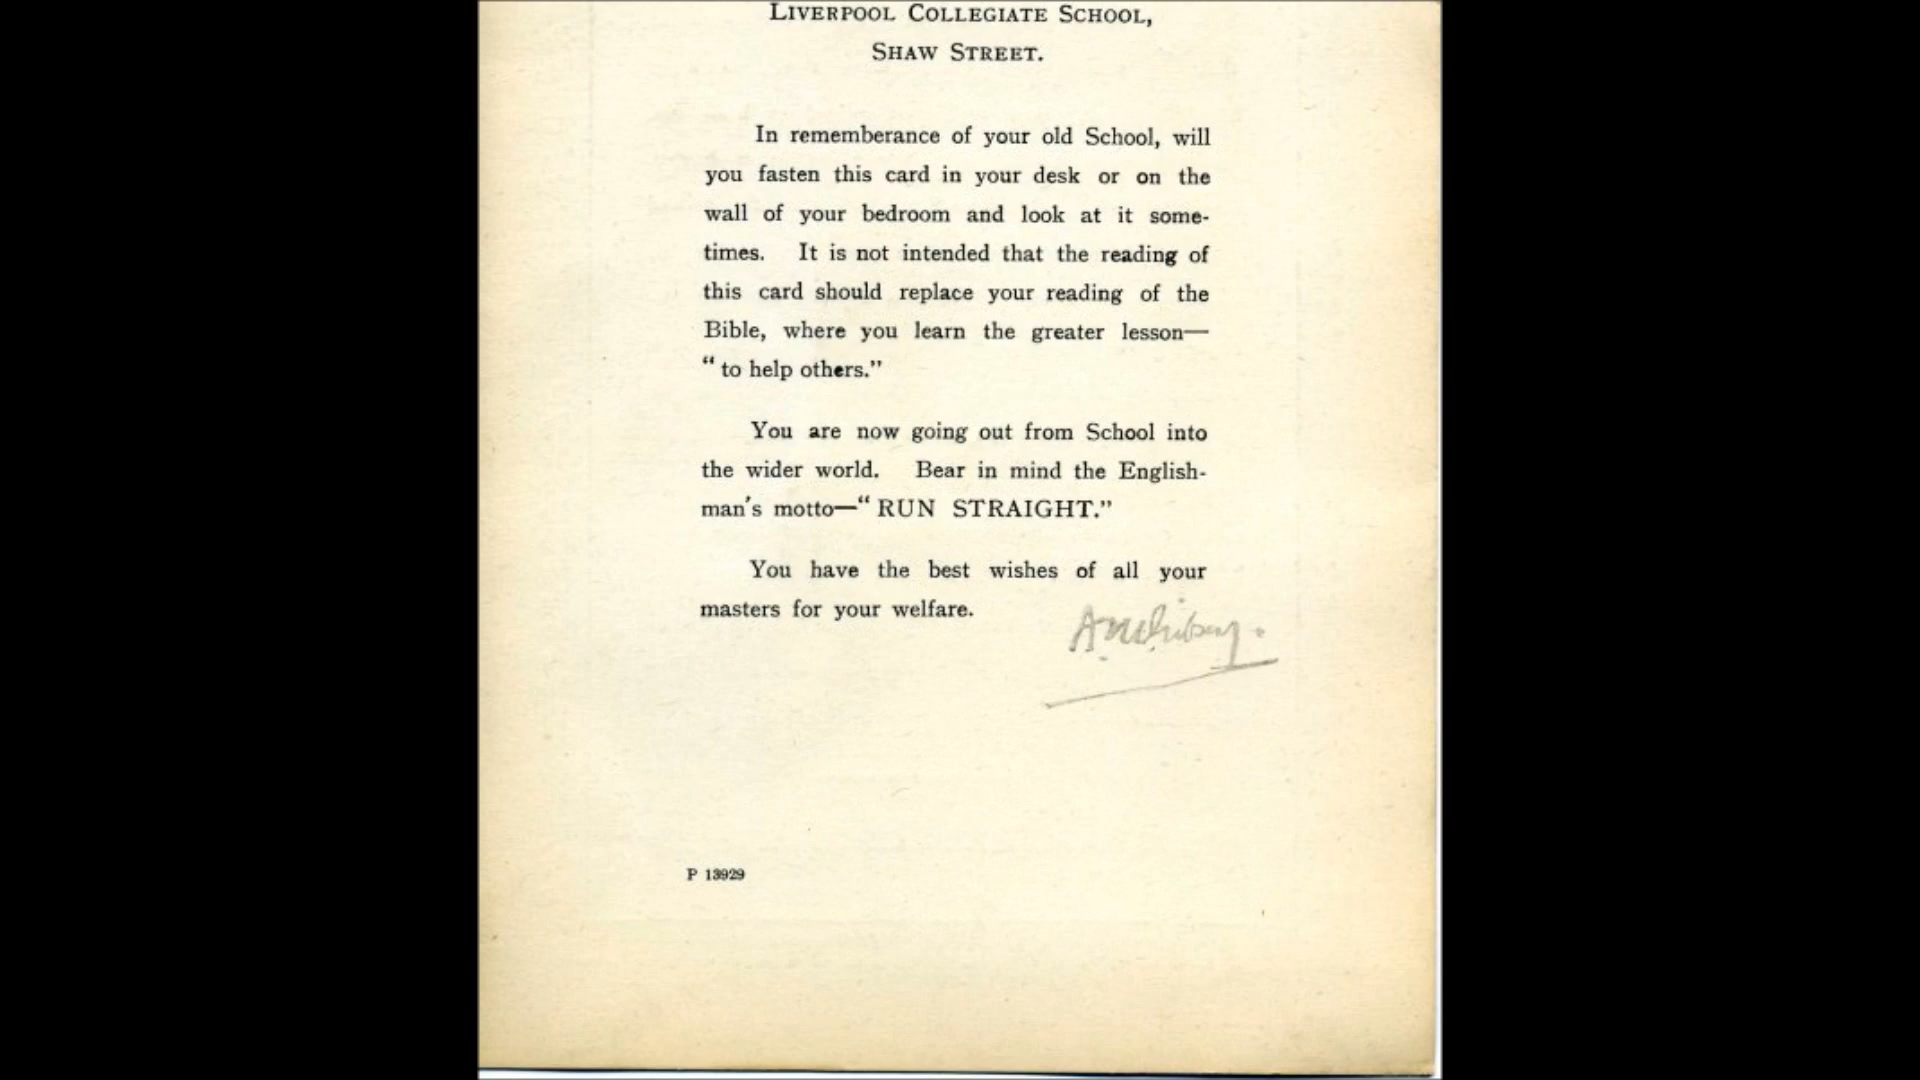 LIVERPOOL COLLEGIATE SCHOOL,
SHAW STREET.
In rememberance of your old School, will
you fasten this card in your desk or on the
wall of your bedroom and look at it some-
times. It is not intended that the reading of
this card should replace your reading of the
Bible, where you learn the greater lesson—
“ to help others.”
You are now going out from School into
the wider world. Bear in mind the English-
man's motto—“ RUN STRAIGHT.”
You have the best wishes of all your
masters for your welfare.
P 13929